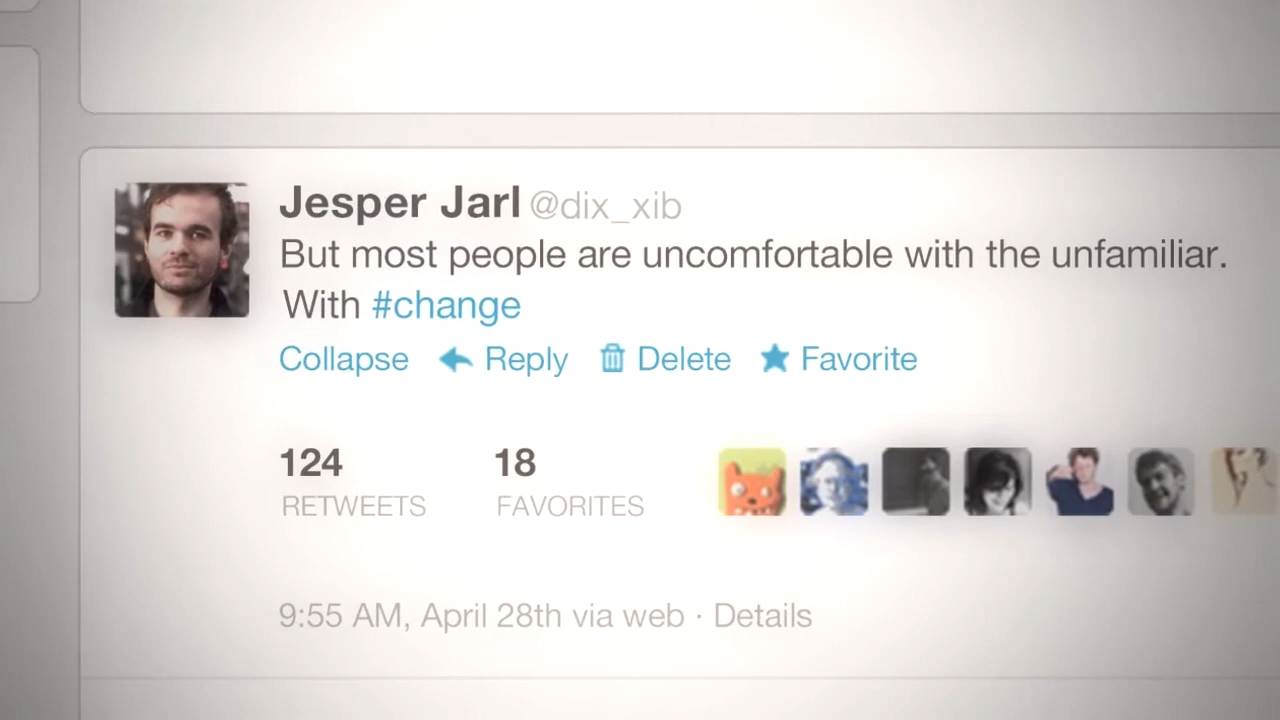 Jesper Jarl @dix_xib
But most people are uncomfortable with the unfamiliar.
With #change
Collapse Reply Delete Favorite
124 18
RETWEETS FAVORITES
9:55 AM, April 28th via web · Details